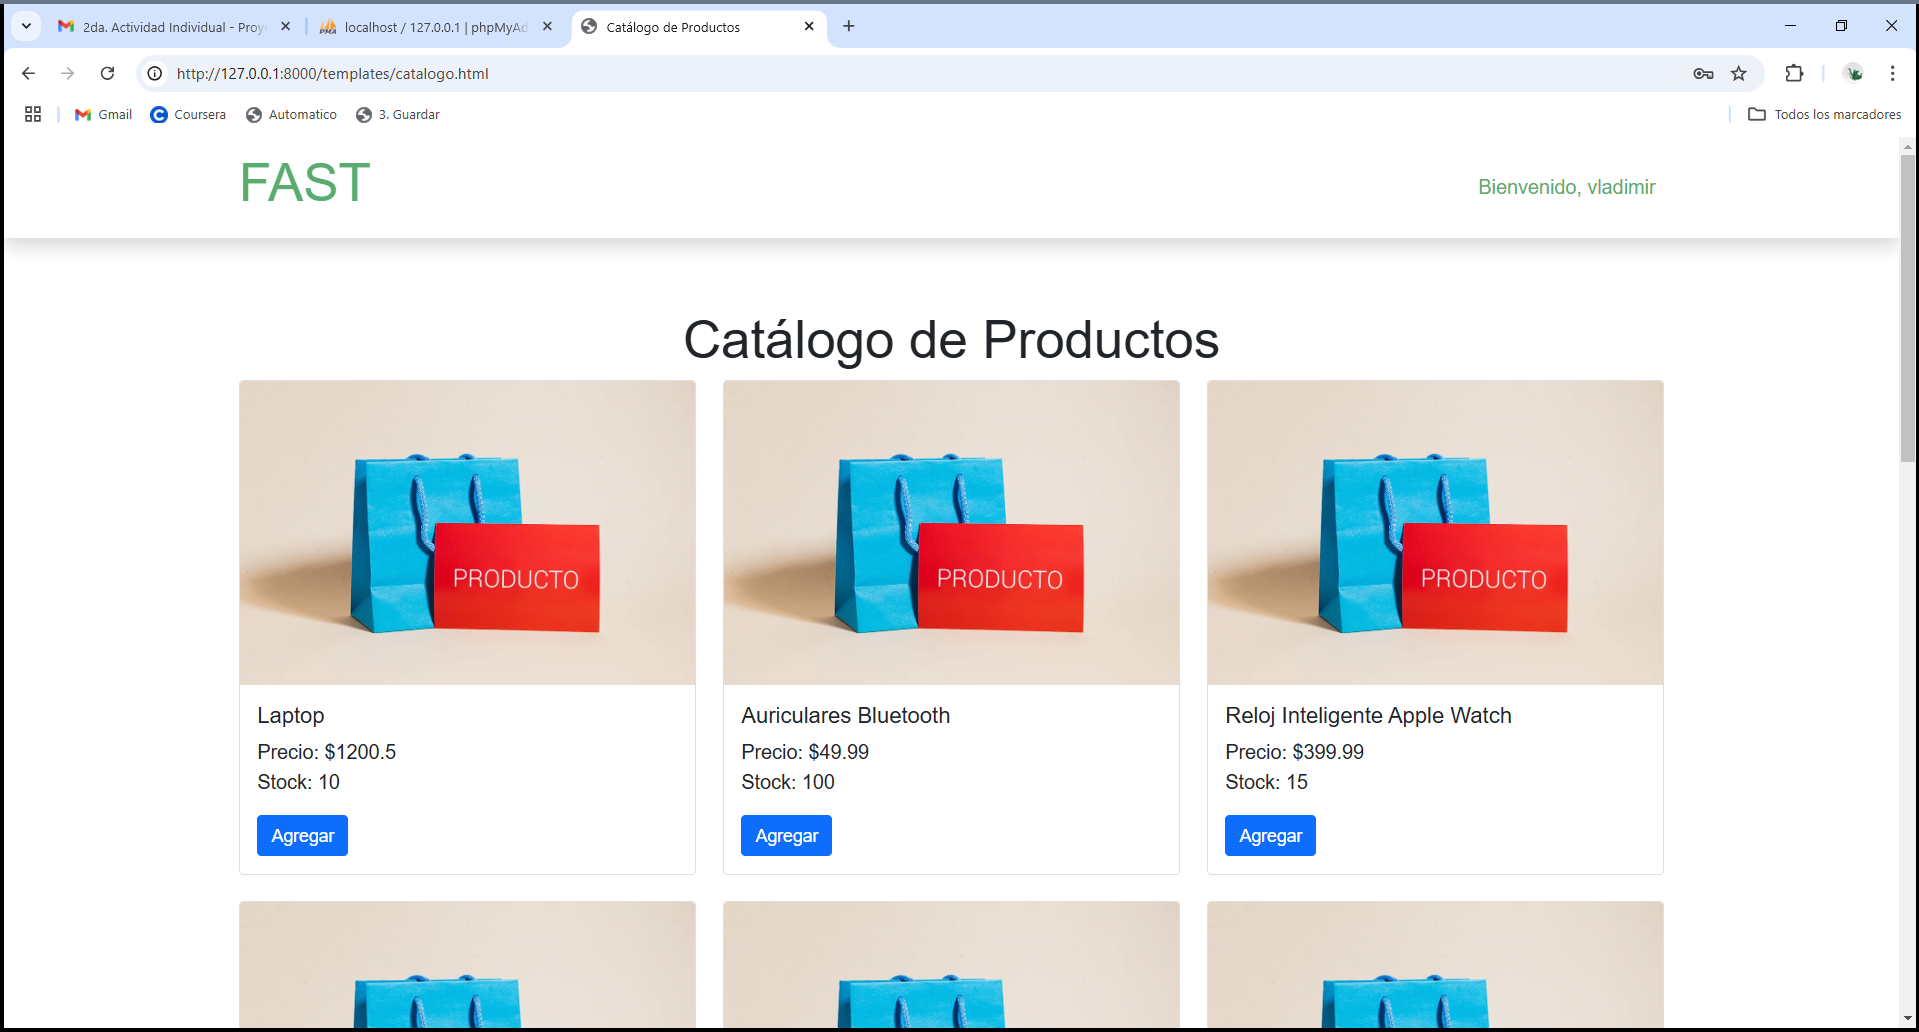 2da. Actividad Individual - Proy
localhost / 127.0.0.1 | phpMyAd
Catálogo de Productos
http://127.0.0.1:8000/templates/catalogo.html
Gmail
Coursera
Automatico
3. Guardar
Todos los marcadores
FAST
Bienvenido, vladimir
Catálogo de Productos
PRODUCTO
PRODUCTO
PRODUCTO
Laptop
Precio: $1200.5
Stock: 10
Agregar
Auriculares Bluetooth
Precio: $49.99
Stock: 100
Agregar
Reloj Inteligente Apple Watch
Precio: $399.99
Stock: 15
Agregar